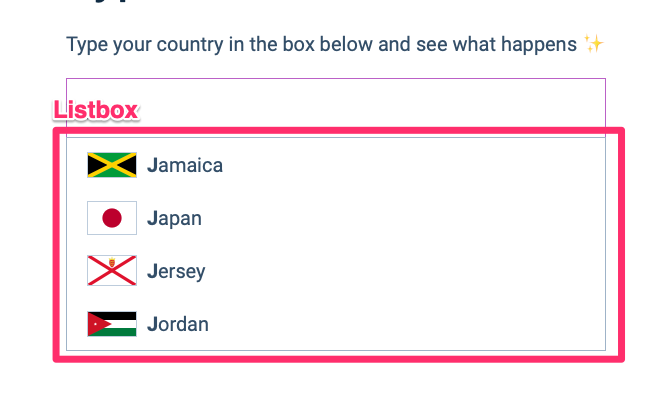 Type your country in the box below and see what happens ✨
Listbox
Jamaica
Japan
Jersey
Jordan